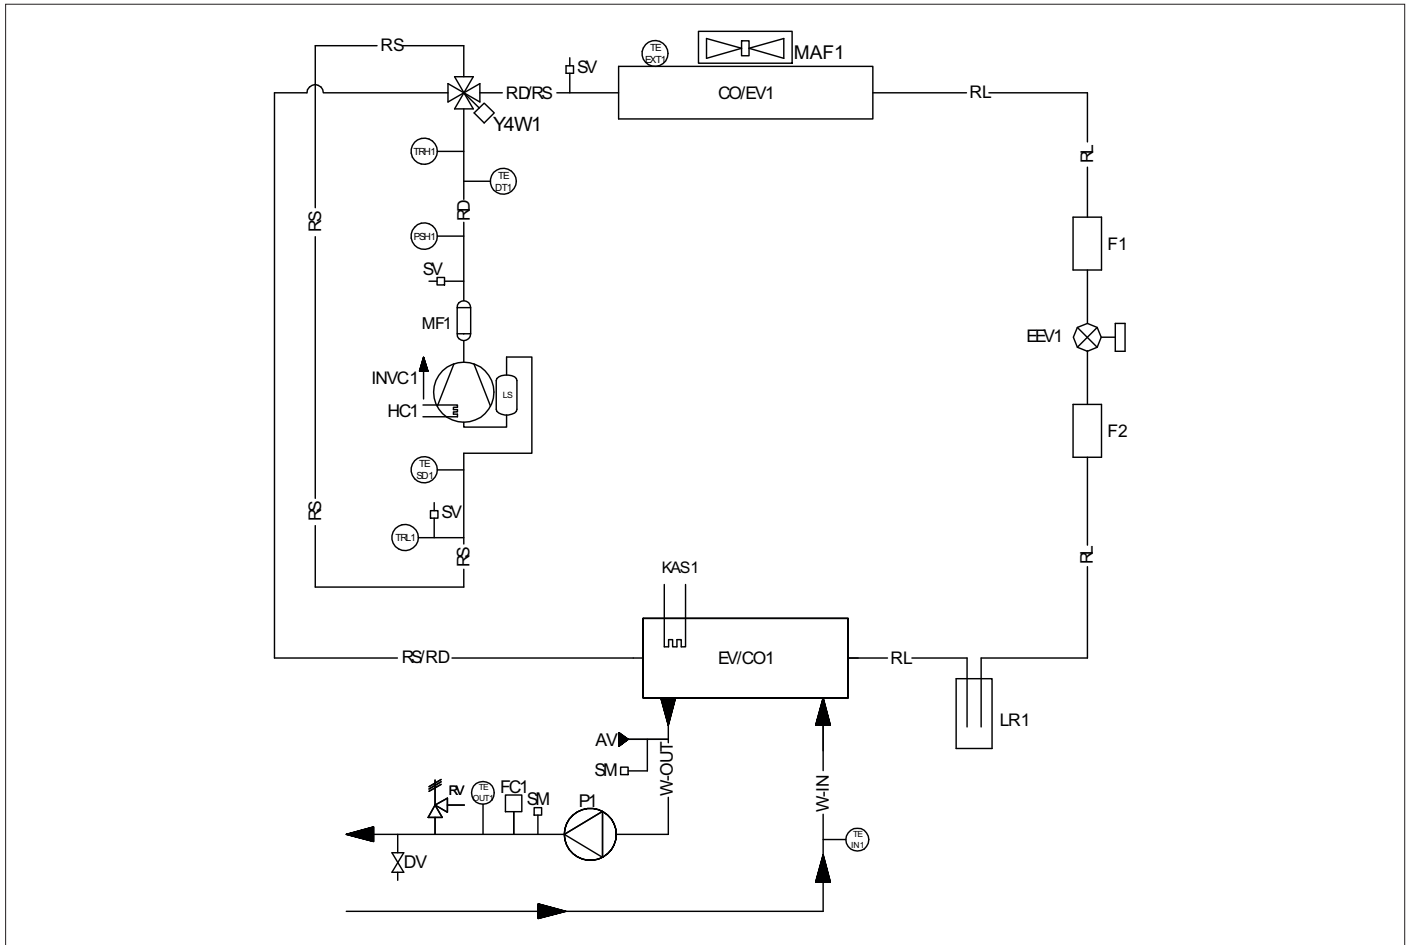 RS
TE
EXT1
MAF1
SV
RD/RS
CO/EV1
RL
Y4W1
TRH1
RL
TE
DT1
RS
RD
PSH1
F1
SV
MF1
EEV1
INVC1
LS
HC1
F2
TE
SD1
RS
SV
TRL1
RS
RL
KAS1
RS/RD
EV/CO1
RL
LR1
AV
SM
W-OUT
W-IN
RV
TE
OUT1
FC1
SM
P1
TE
IN1
DV